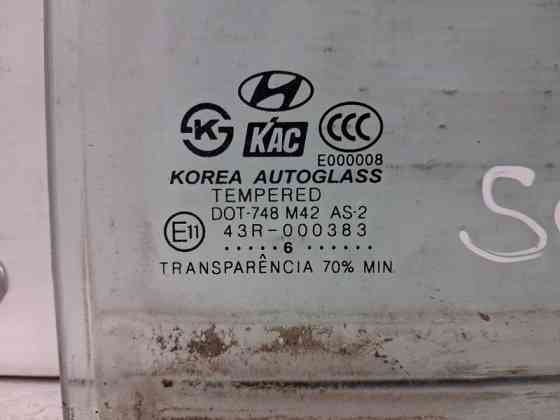 KAC
CCC
E000008
KOREA AUTOGLASS
TEMPERED
DOT-748 M42 AS-2
E11 43R-000383
..... 6 ......
TRANSPARÊNCIA 70% MIN.